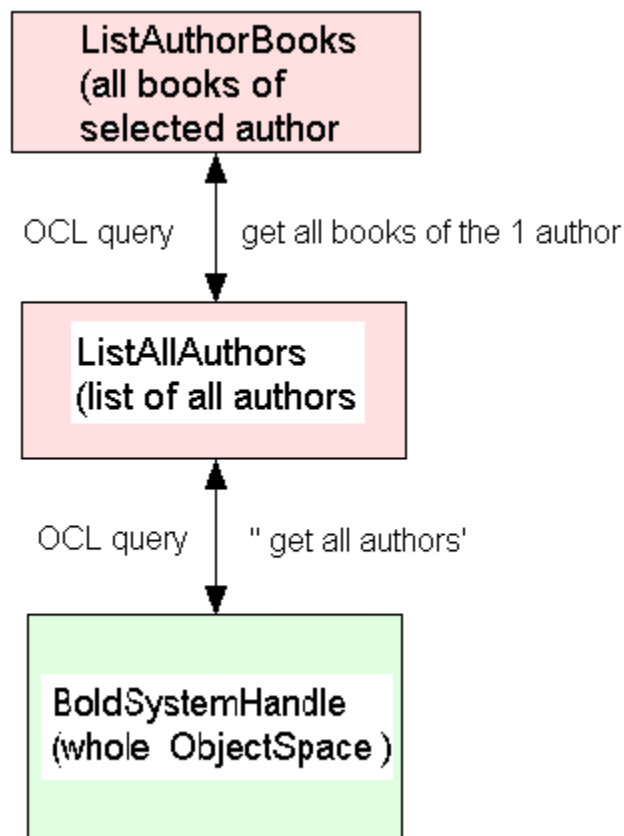 ListAuthorBooks
(all books of
selected author
OCL query get all books of the 1 author
ListAllAuthors
(list of all authors
OCL query " get all authors'
BoldSystemHandle
(whole ObjectSpace )